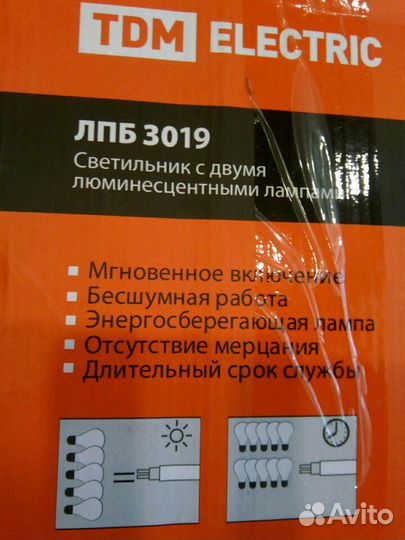 TDM ELECTRIC
ЛПБ 3019
Светильник с двумя
люминесцентными лампами
▪ Мгновенное включение
▪ Бесшумная работа
▪ Энергосберегающая лампа
▪ Отсутствие мерцания
▪ Длительный срок службы
=
Avito